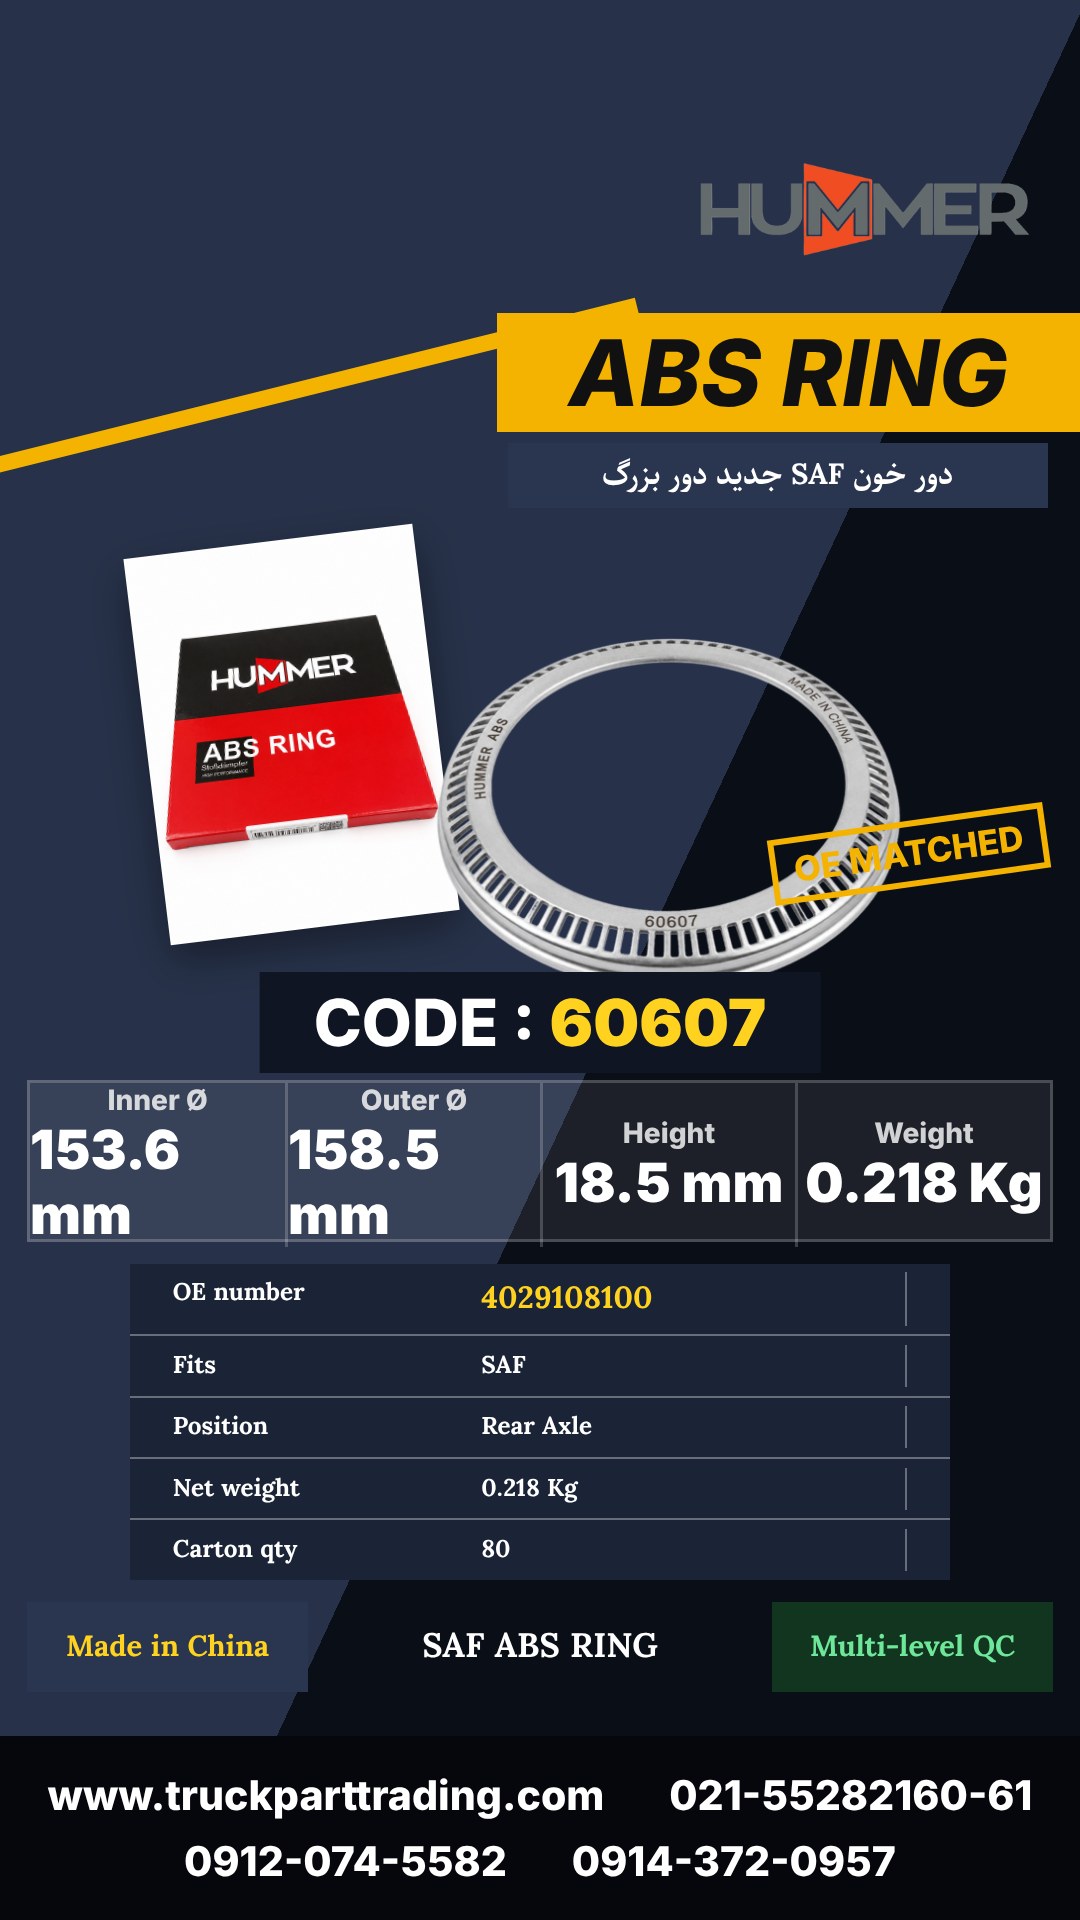 HUMMER
ABS RING
دور خون SAF جدید دور بزرگ
HUMMER
ABS RING
Stoßdämpfer
HIGH PERFORMANCE
HUMMER ABS
MADE IN CHINA
60607
OE MATCHED
CODE : 60607
Inner Ø
153.6 mm
Outer Ø
158.5 mm
Height
18.5 mm
Weight
0.218 Kg
OE number 4029108100
Fits SAF
Position Rear Axle
Net weight 0.218 Kg
Carton qty 80
Made in China
SAF ABS RING
Multi-level QC
www.truckparttrading.com 021-55282160-61
0912-074-5582 0914-372-0957